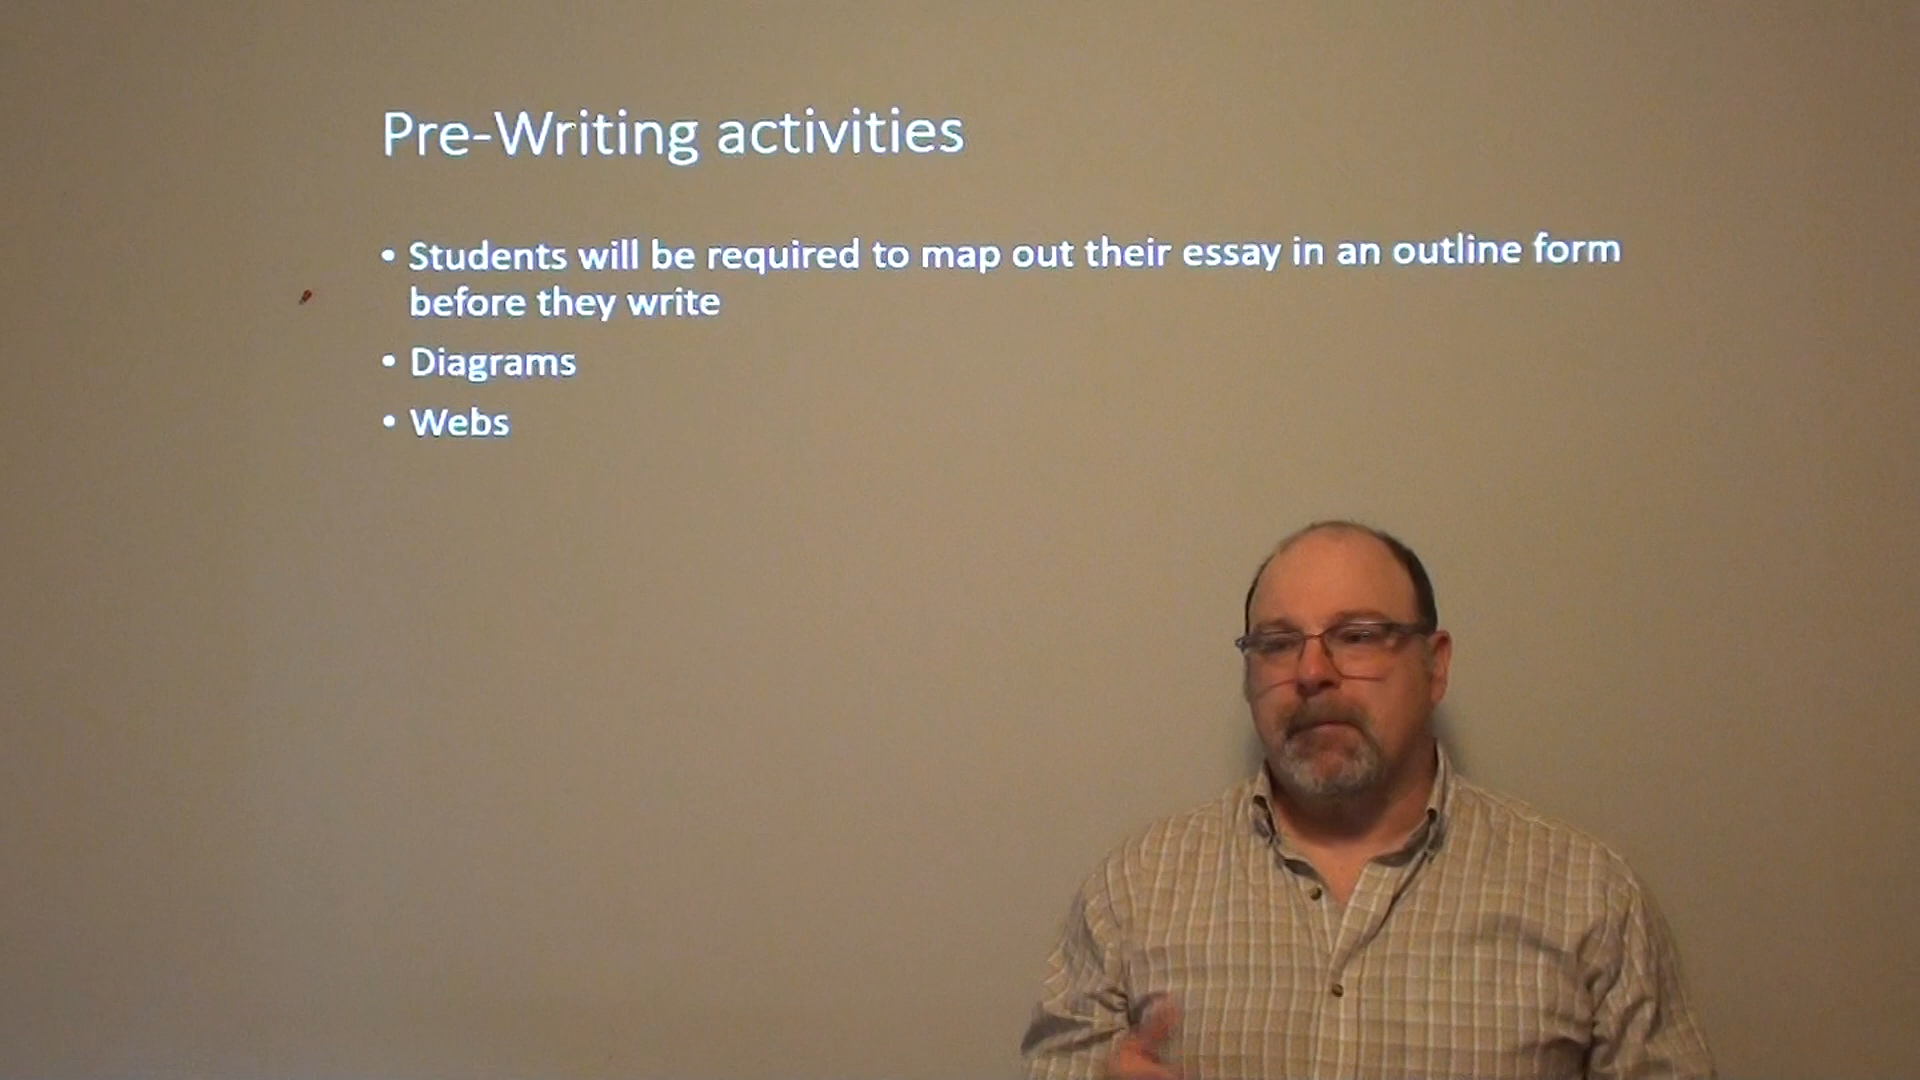 Pre-Writing activities
• Students will be required to map out their essay in an outline form
before they write
• Diagrams
• Webs